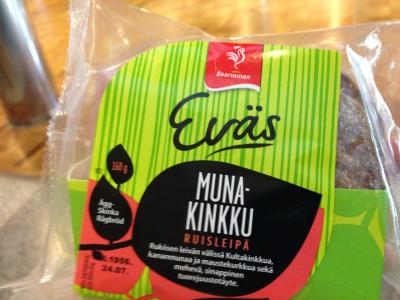 Saarioinen
Eväs
160 g
Ägg-
Skinka
Rågbröd
MUNA-
KINKKU
RUISLEIPÄ
Rukiisen leivän välissä Kultakinkkua,
kananmunaa ja maustekurkkua sekä
mehevä, sinappinen
tuorejuustotäyte.
24.07.